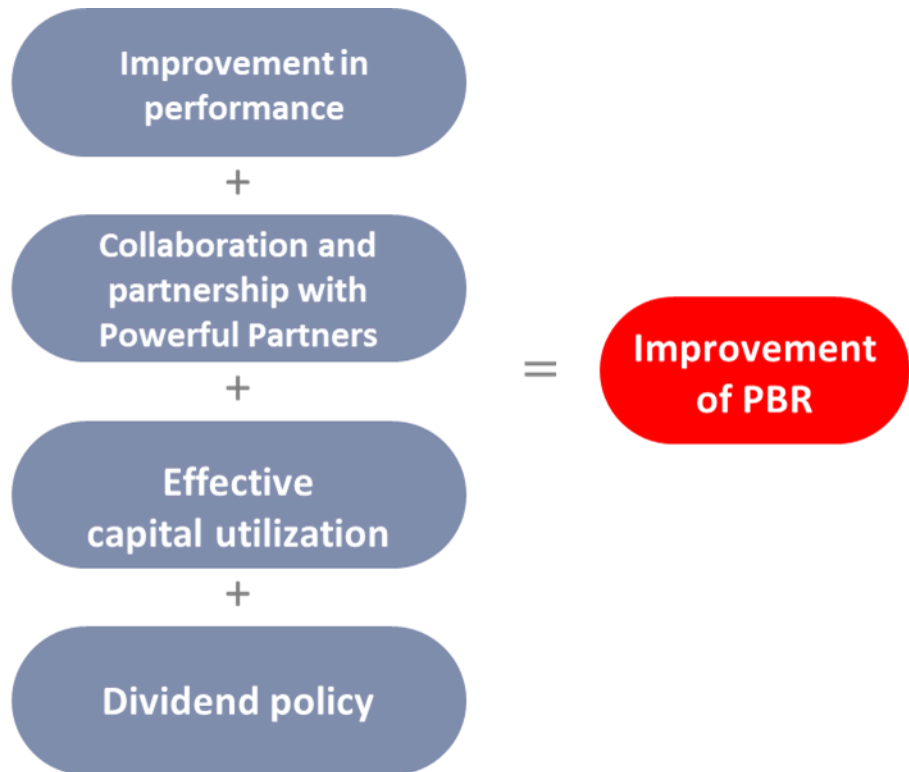 Improvement in
performance
+
Collaboration and
partnership with
Powerful Partners
+
Effective
capital utilization
+
Dividend policy
=
Improvement
of PBR